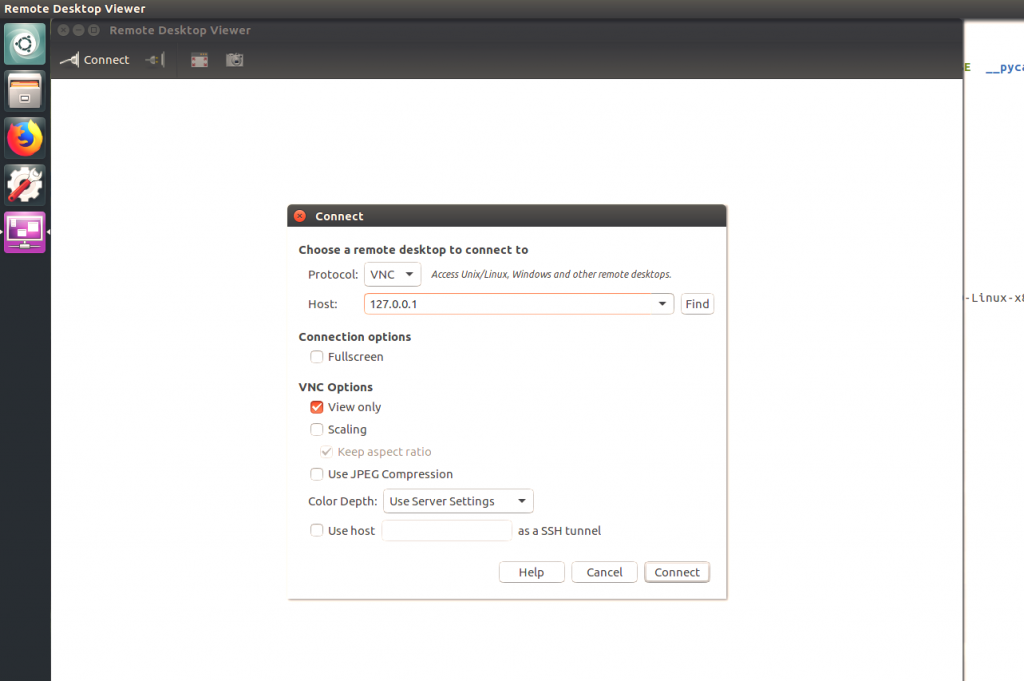 Remote Desktop Viewer
Remote Desktop Viewer
Connect
E __pyca
Connect
Choose a remote desktop to connect to
Protocol: VNC Access Unix/Linux, Windows and other remote desktops.
Host: 127.0.0.1 Find
-Linux-x8
Connection options
Fullscreen
VNC Options
View only
Scaling
Keep aspect ratio
Use JPEG Compression
Color Depth: Use Server Settings
Use host as a SSH tunnel
Help Cancel Connect